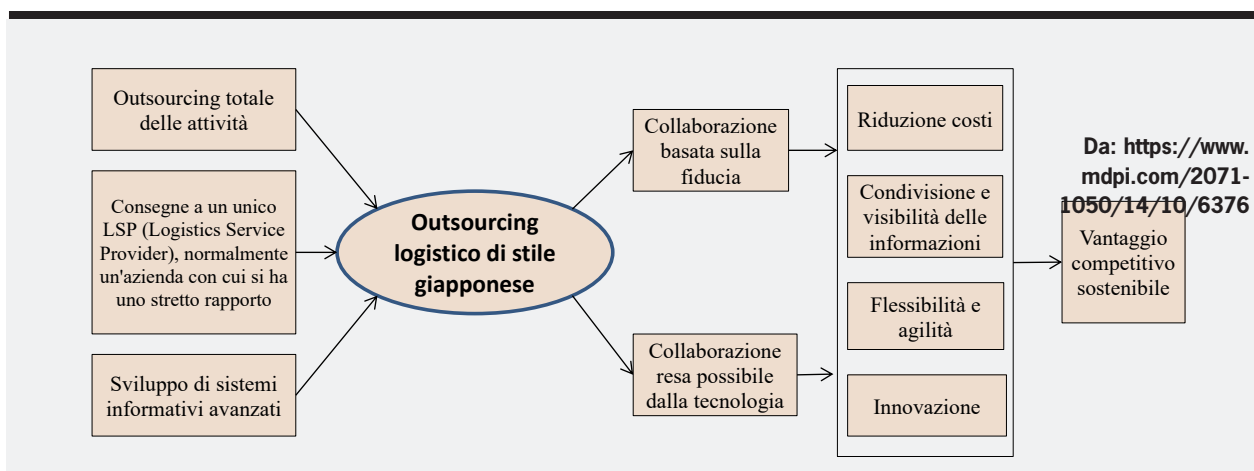 Outsourcing totale
delle attività
Consegne a un unico
LSP (Logistics Service
Provider), normalmente
un'azienda con cui si ha
uno stretto rapporto
Sviluppo di sistemi
informativi avanzati
Outsourcing
logistico di stile
giapponese
Collaborazione
basata sulla
fiducia
Collaborazione
resa possibile
dalla tecnologia
Riduzione costi
Condivisione e
visibilità delle
informazioni
Flessibilità e
agilità
Innovazione
Da: https://www.
mdpi.com/2071-
1050/14/10/6376
Vantaggio
competitivo
sostenibile